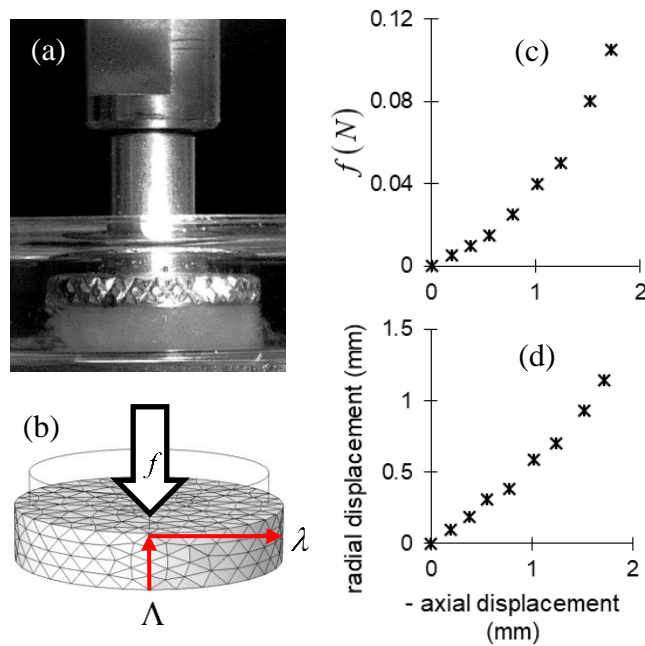 (a)
(b)
f
λ
Λ
(c)
f (N)
0.12
0.08
0.04
0
0
1
2
(d)
radial displacement (mm)
1.5
1
0.5
0
0
1
2
- axial displacement
(mm)